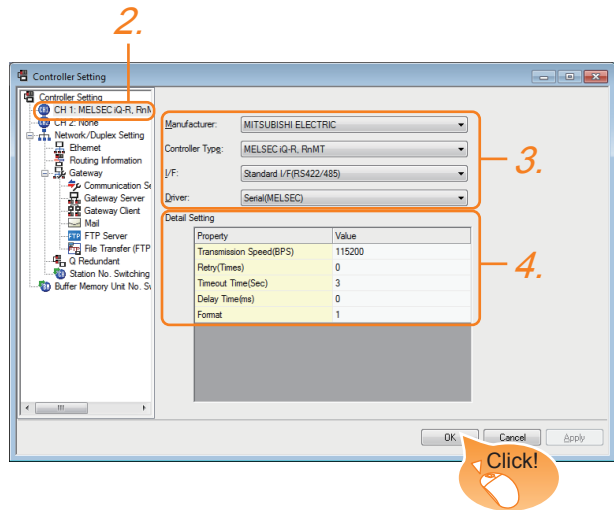 2.
Controller Setting
Controller Setting
CH 1: MELSEC iQ-R, RnM
CH 2: None
Network/Duplex Setting
Ethernet
Routing Information
Gateway
Communication Se
Gateway Server
Gateway Client
Mail
FTP FTP Server
FTP File Transfer (FTP
Q Redundant
Station No. Switching
Buffer Memory Unit No. Sw
Manufacturer: MITSUBISHI ELECTRIC
Controller Type: MELSEC iQ-R, RnMT
I/F: Standard I/F(RS422/485)
Driver: Serial(MELSEC)
3.
Detail Setting
Property Value
Transmission Speed(BPS) 115200
Retry(Times) 0
Timeout Time(Sec) 3
Delay Time(ms) 0
Format 1
4.
OK Cancel Apply
Click!